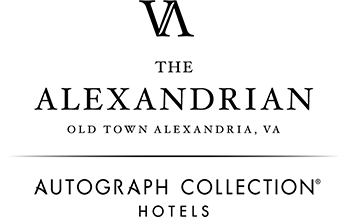 VA
THE
ALEXANDRIAN
OLD TOWN ALEXANDRIA, VA
AUTOGRAPH COLLECTION®
HOTELS